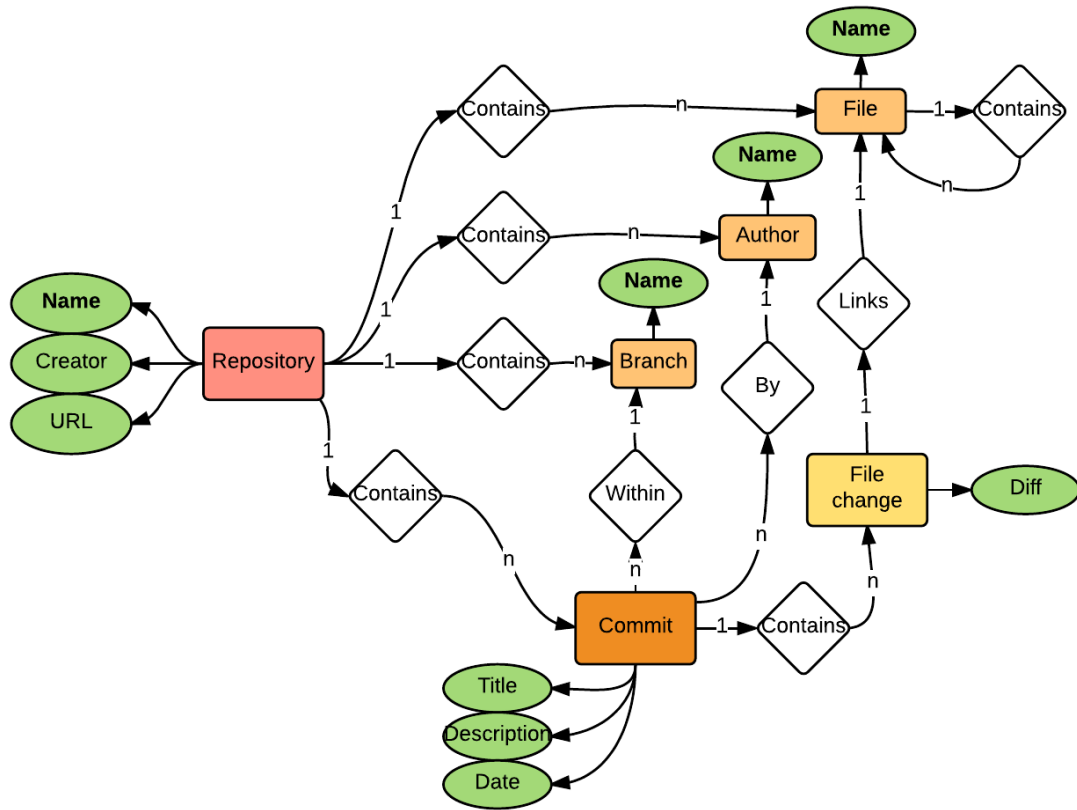 Name
Contains
n
File
1
Contains
Name
n
1
Contains
n
Author
1
Name
1
Links
Name
1
Creator
Repository
1
Contains
n
Branch
By
URL
1
1
1
Contains
Within
File
change
Diff
n
n
n
n
Commit
1
Contains
Title
Description
Date